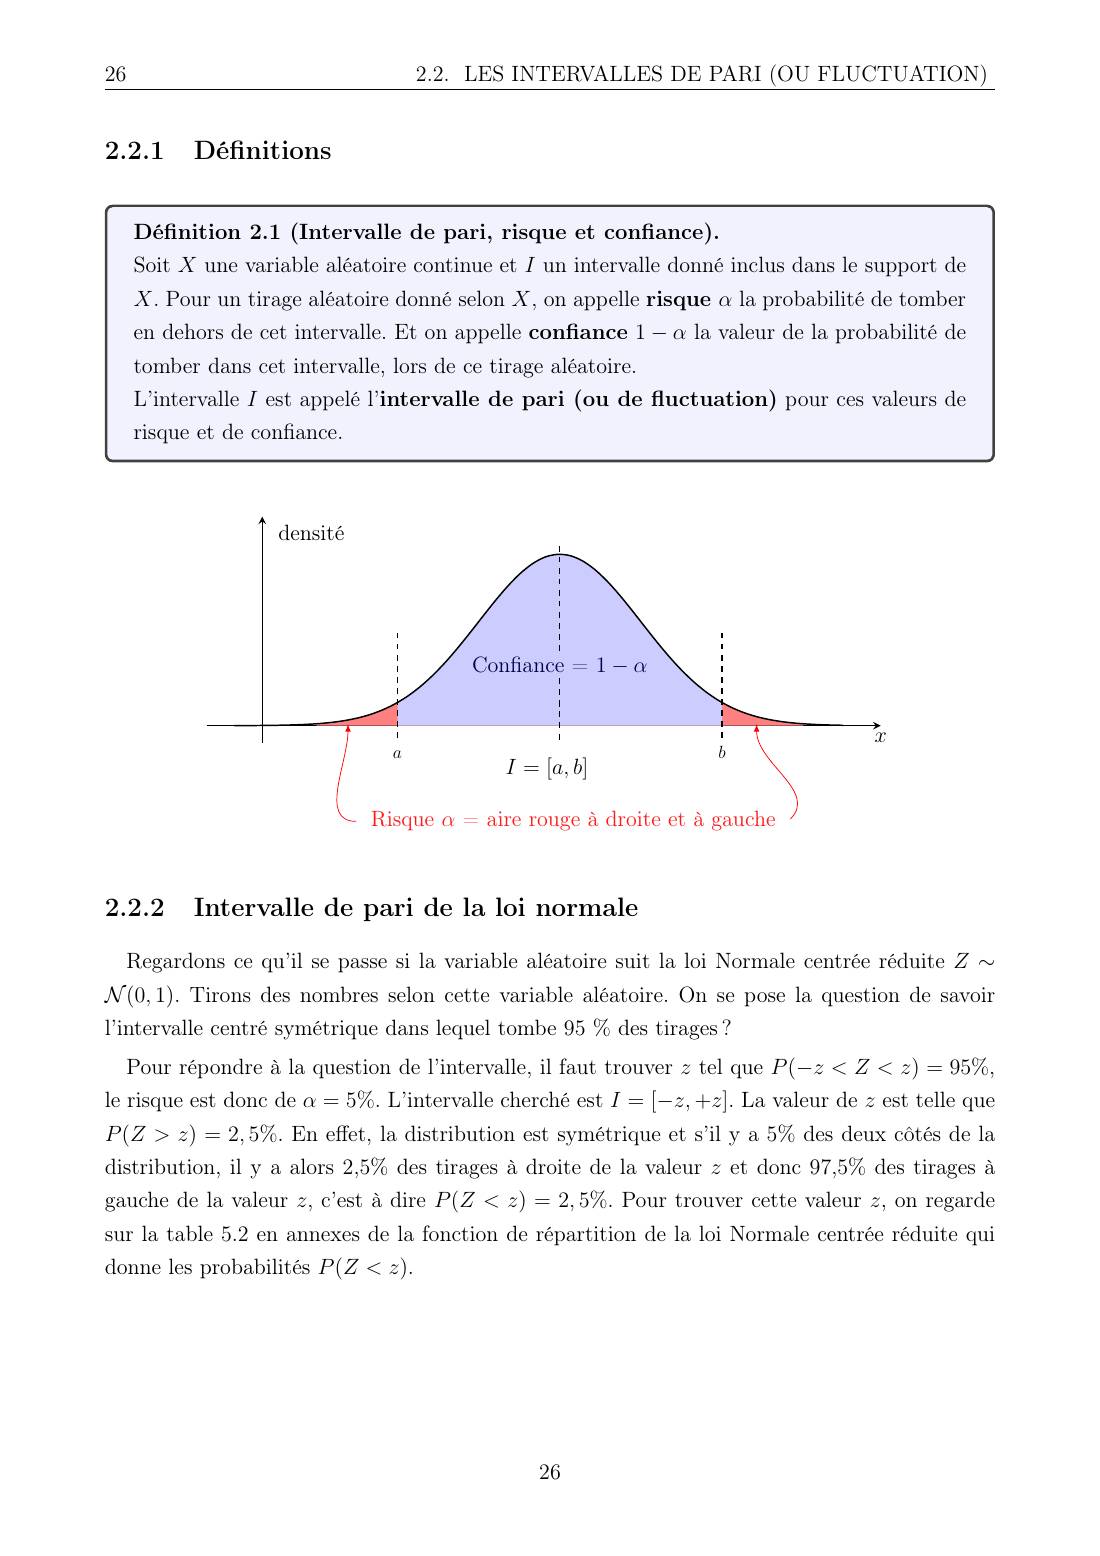 26 2.2. LES INTERVALLES DE PARI (OU FLUCTUATION)
2.2.1 Définitions
Définition 2.1 (Intervalle de pari, risque et confiance).
Soit X une variable aléatoire continue et I un intervalle donné inclus dans le support de
X. Pour un tirage aléatoire donné selon X, on appelle risque α la probabilité de tomber
en dehors de cet intervalle. Et on appelle confiance 1 − α la valeur de la probabilité de
tomber dans cet intervalle, lors de ce tirage aléatoire.
L'intervalle I est appelé l'intervalle de pari (ou de fluctuation) pour ces valeurs de
risque et de confiance.
densité
Confiance = 1 − α
x
a
b
I = [a, b]
Risque α = aire rouge à droite et à gauche
2.2.2 Intervalle de pari de la loi normale
Regardons ce qu'il se passe si la variable aléatoire suit la loi Normale centrée réduite Z ∼
𝒩(0, 1). Tirons des nombres selon cette variable aléatoire. On se pose la question de savoir
l'intervalle centré symétrique dans lequel tombe 95 % des tirages ?
Pour répondre à la question de l'intervalle, il faut trouver z tel que P(−z < Z < z) = 95%,
le risque est donc de α = 5%. L'intervalle cherché est I = [−z, +z]. La valeur de z est telle que
P(Z > z) = 2, 5%. En effet, la distribution est symétrique et s'il y a 5% des deux côtés de la
distribution, il y a alors 2,5% des tirages à droite de la valeur z et donc 97,5% des tirages à
gauche de la valeur z, c'est à dire P(Z < z) = 2, 5%. Pour trouver cette valeur z, on regarde
sur la table 5.2 en annexes de la fonction de répartition de la loi Normale centrée réduite qui
donne les probabilités P(Z < z).
26